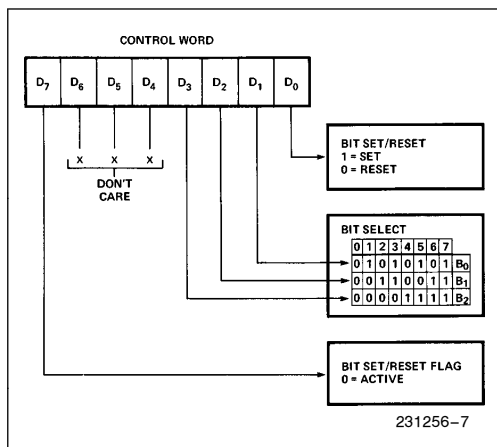 CONTROL WORD
D7 D6 D5 D4 D3 D2 D1 D0
X X X
DON'T
CARE
BIT SET/RESET
1 = SET
0 = RESET
BIT SELECT
0 1 2 3 4 5 6 7
0 1 0 1 0 1 0 1 B0
0 0 1 1 0 0 1 1 B1
0 0 0 0 1 1 1 1 B2
BIT SET/RESET FLAG
0 = ACTIVE
231256–7